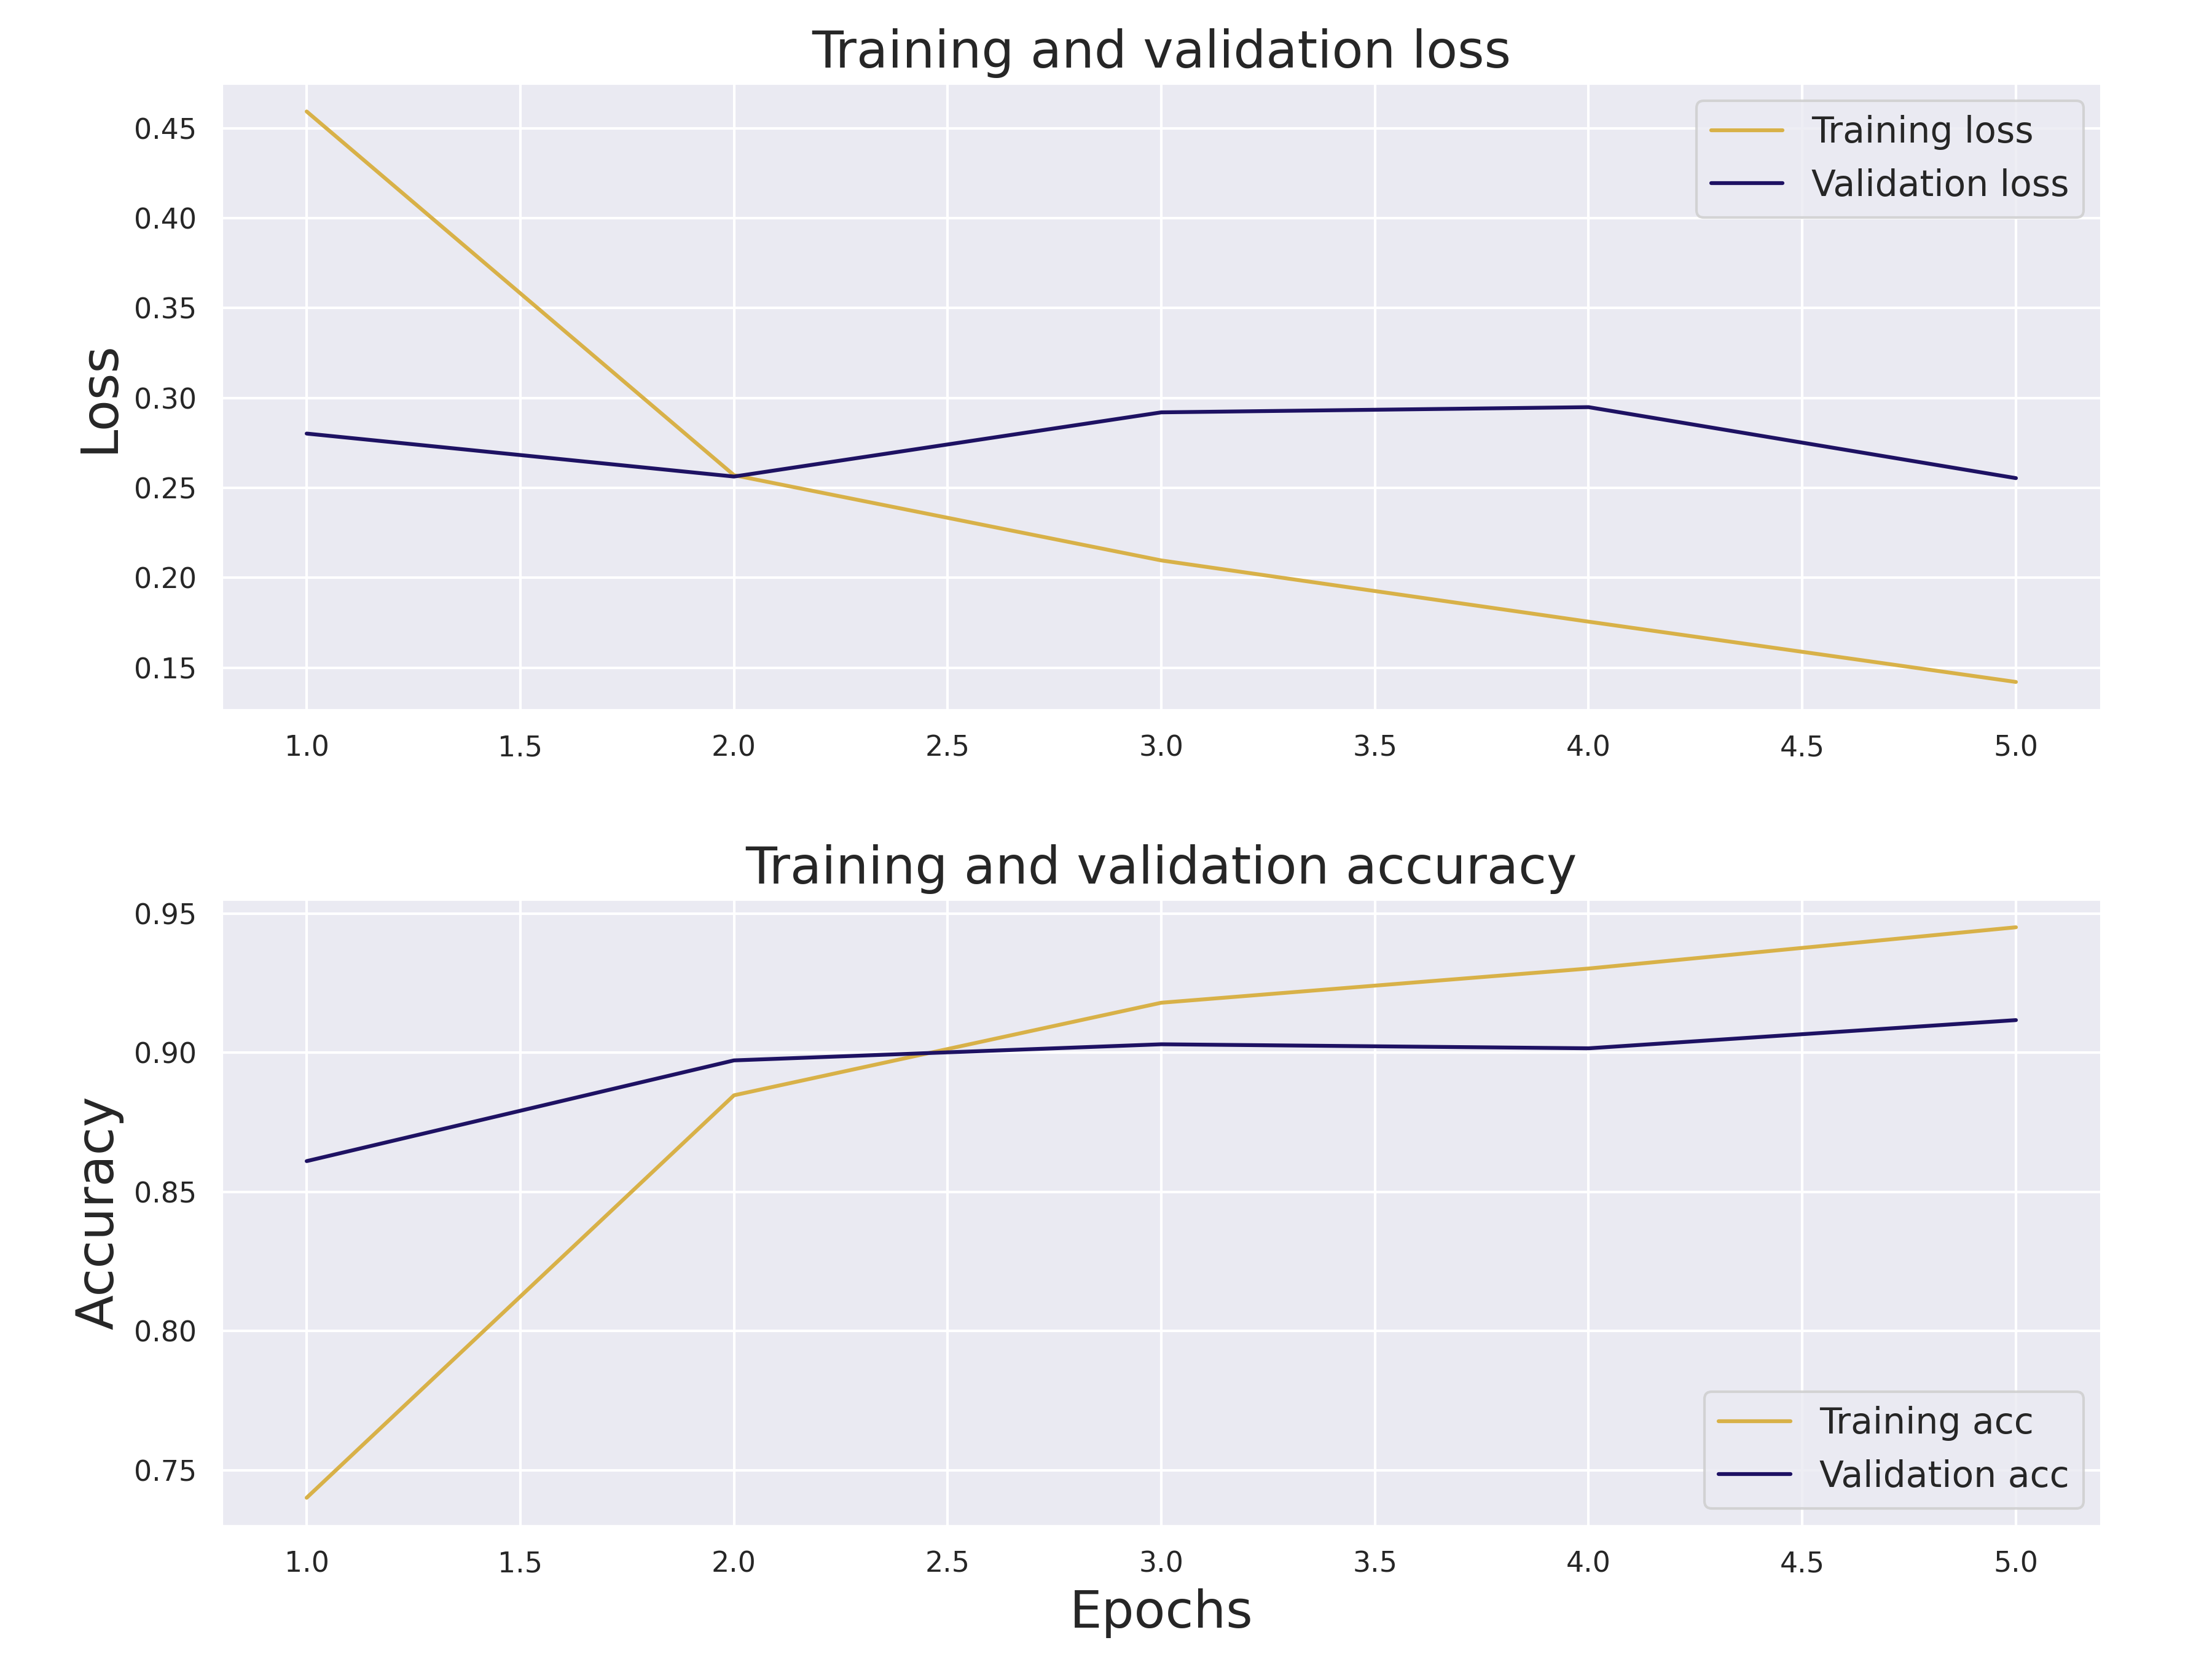 Training and validation loss
Loss
0.45
0.40
0.35
0.30
0.25
0.20
0.15
Training loss
Validation loss
1.0 1.5 2.0 2.5 3.0 3.5 4.0 4.5 5.0
Training and validation accuracy
Accuracy
0.95
0.90
0.85
0.80
0.75
Training acc
Validation acc
1.0 1.5 2.0 2.5 3.0 3.5 4.0 4.5 5.0
Epochs